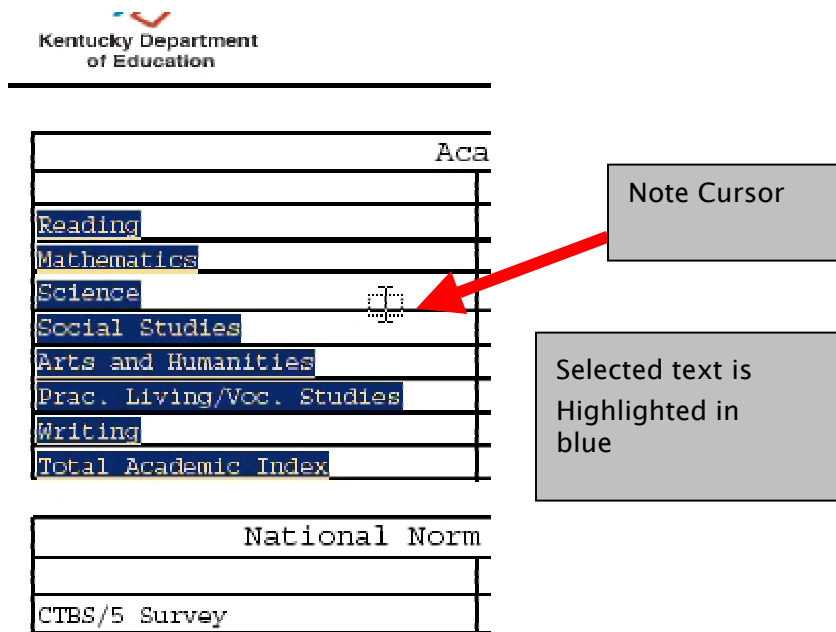 Kentucky Department
of Education
Aca
Reading
Mathematics
Science
Social Studies
Arts and Humanities
Prac. Living/Voc. Studies
Writing
Total Academic Index
Note Cursor
Selected text is
Highlighted in
blue
National Norm
CTBS/5 Survey